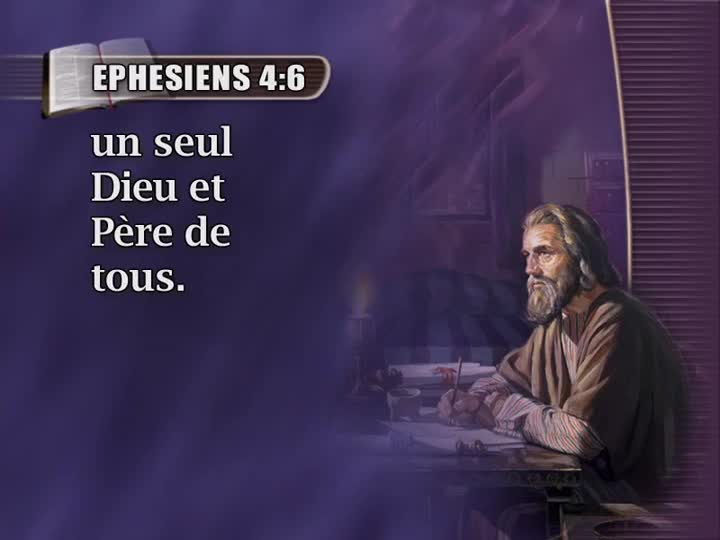 EPHESIENS 4:6
un seul
Dieu et
Père de
tous.